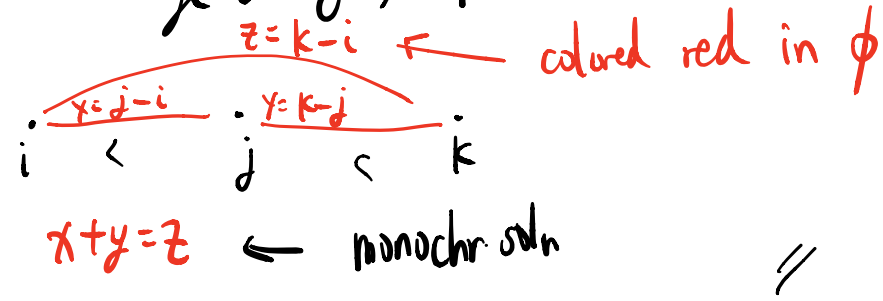 z=k-i ← colored red in ϕ
x=j-i y=k-j
i < j < k
x+y=z ← monochr. soln